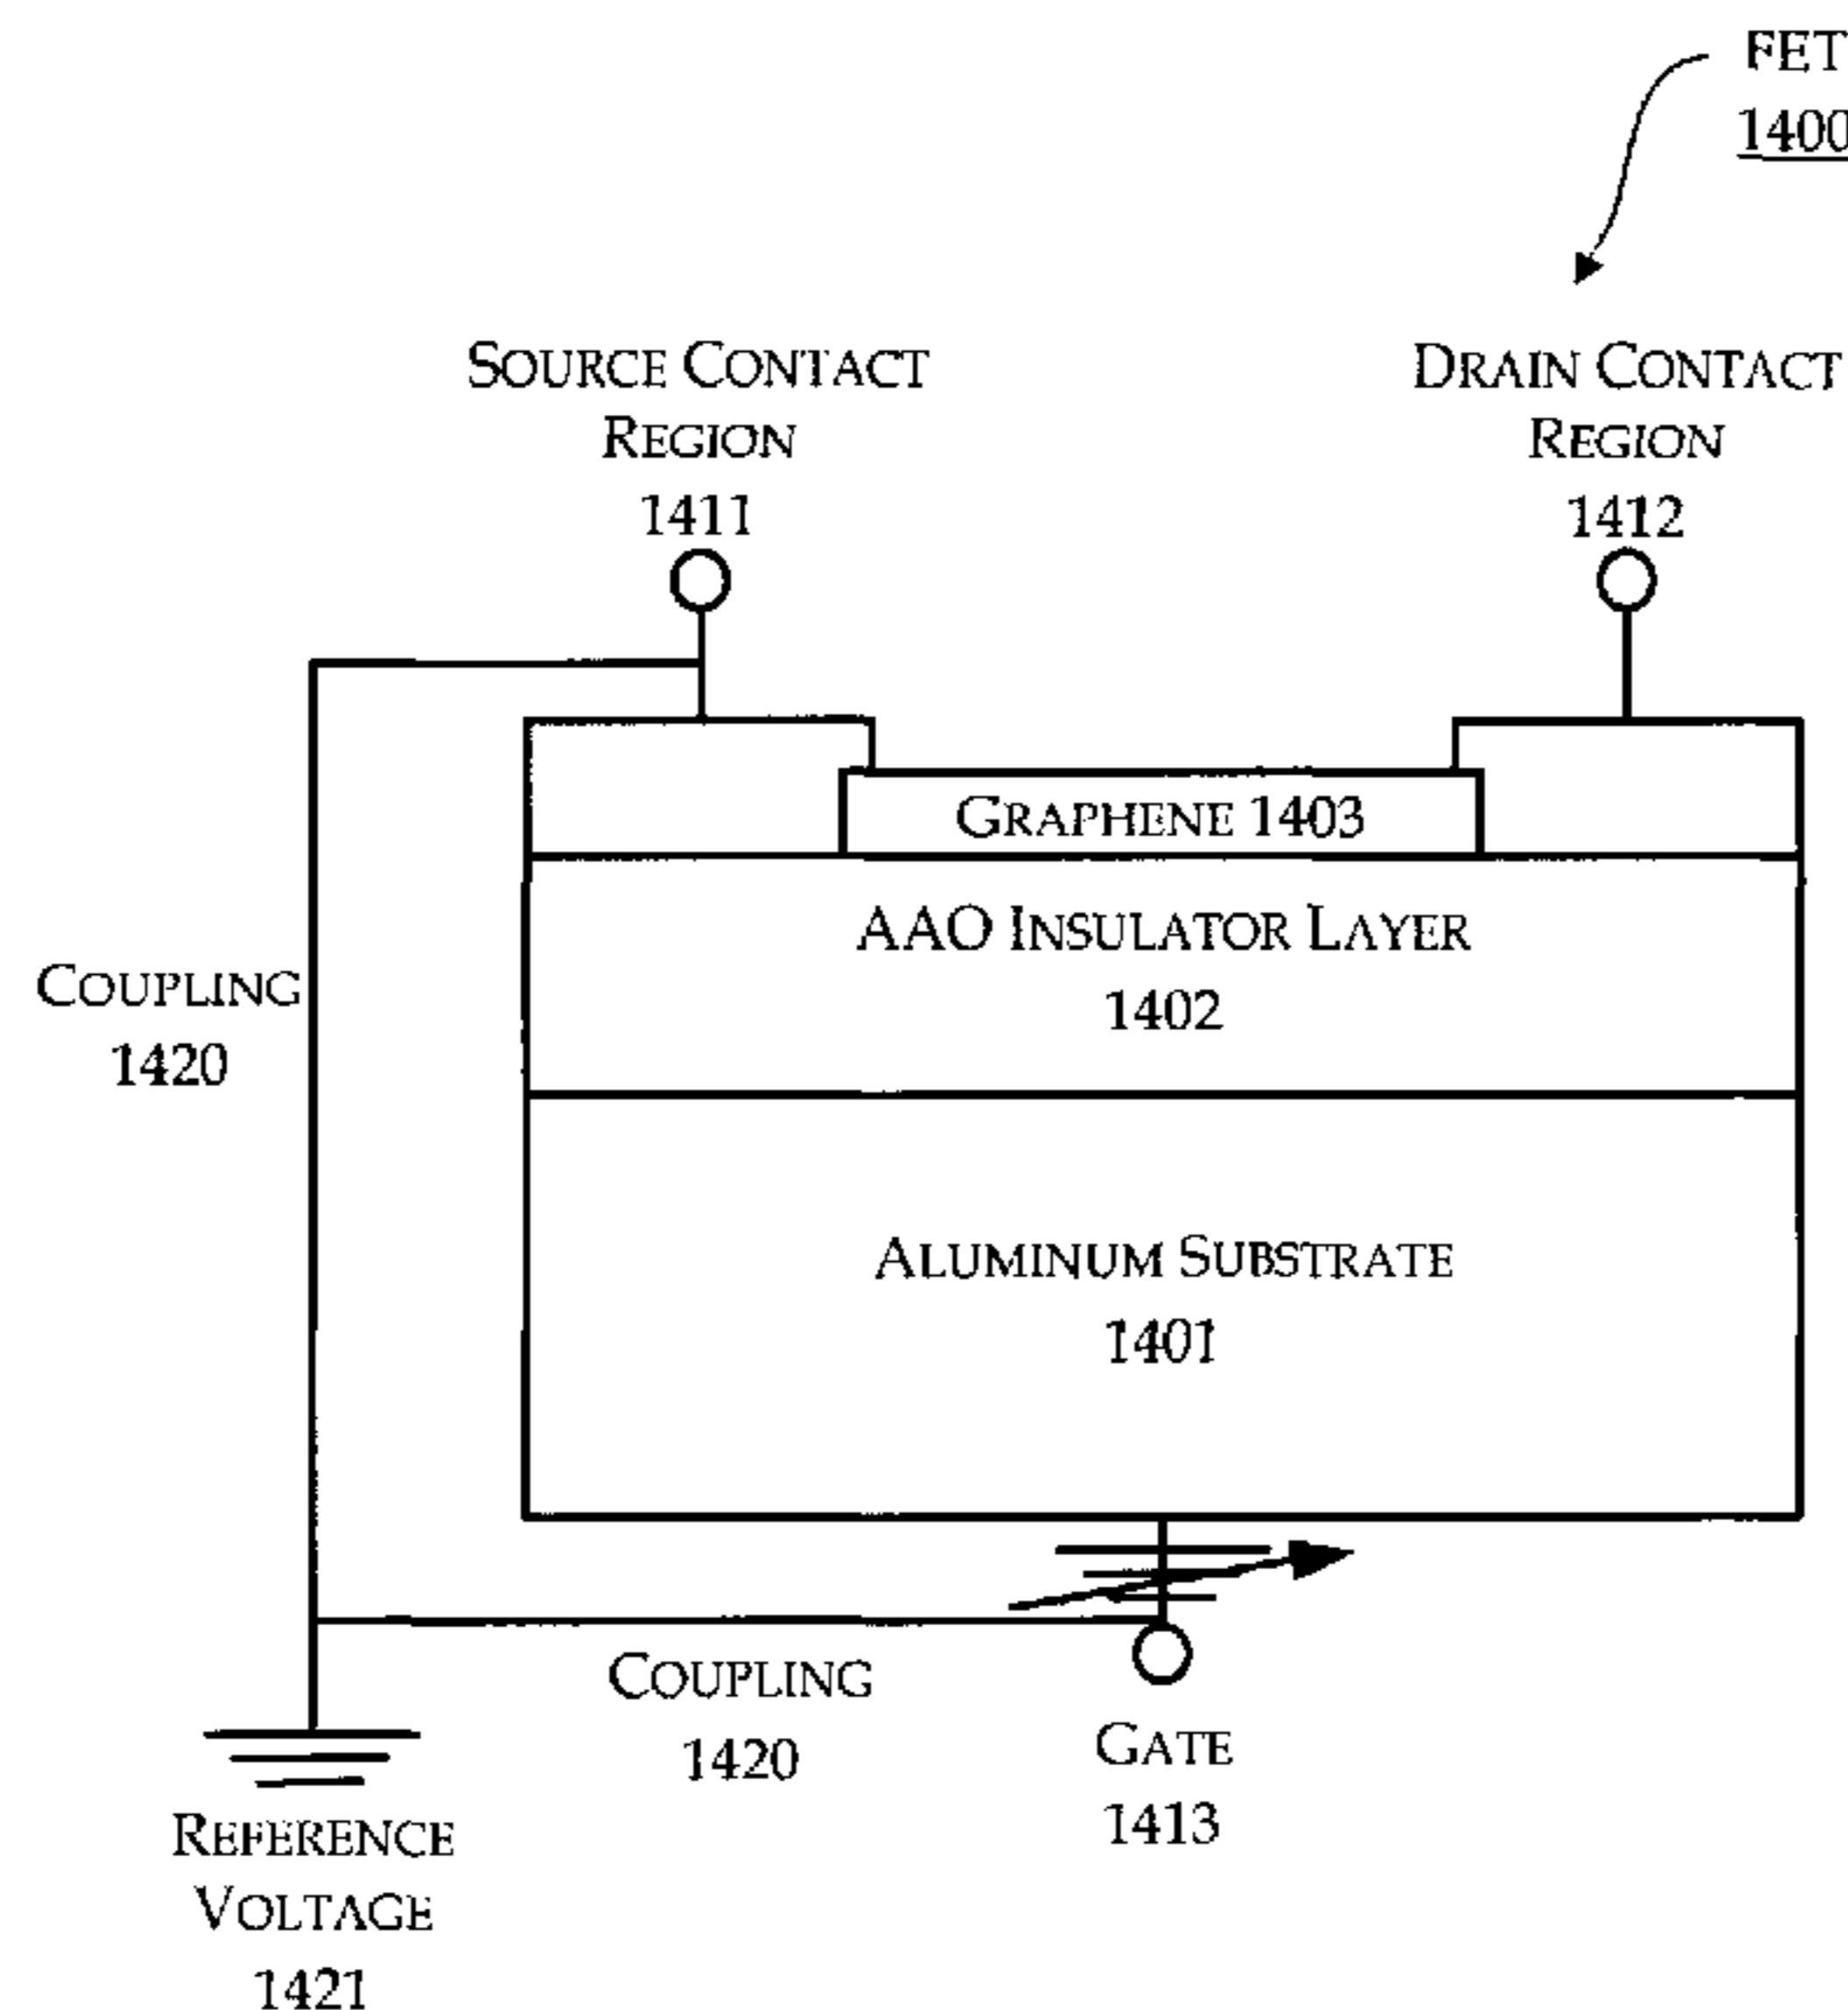 FET
1400
SOURCE CONTACT
REGION
1411
DRAIN CONTACT
REGION
1412
GRAPHENE 1403
AAO INSULATOR LAYER
1402
COUPLING
1420
ALUMINUM SUBSTRATE
1401
COUPLING
1420
GATE
1413
REFERENCE
VOLTAGE
1421